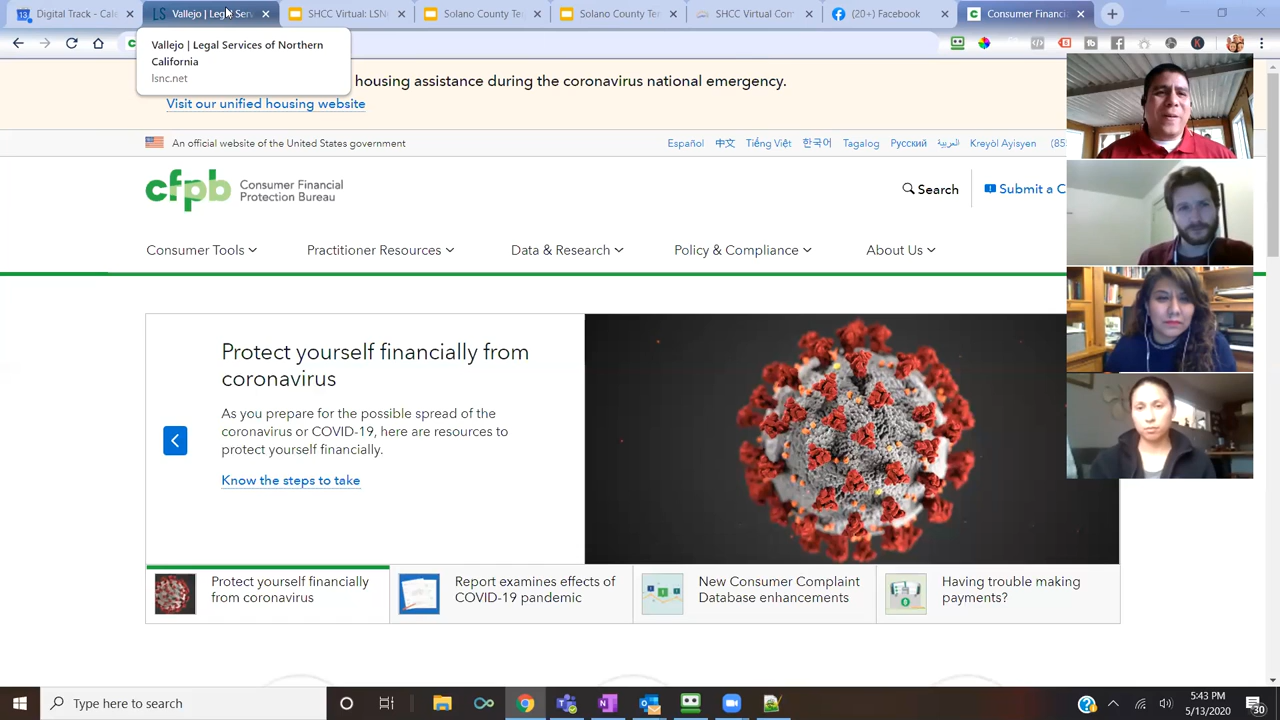 Digital Track - Cale
Vallejo | Legal Serv
SHCC Virtual: LSN
Solano County Ten
Solano County Te
SHCC Virtual Con
(20+) Facebook
Consumer Financi
Vallejo | Legal Services of Northern
California
lsnc.net
housing assistance during the coronavirus national emergency.
Visit our unified housing website
An official website of the United States government
Español 中文 Tiếng Việt 한국어 Tagalog Русский العربية Kreyòl Ayisyen (85
cfpb Consumer Financial
Protection Bureau
Search
Submit a C
Consumer Tools
Practitioner Resources
Data & Research
Policy & Compliance
About Us
Protect yourself financially from
coronavirus
As you prepare for the possible spread of the
coronavirus or COVID-19, here are resources to
protect yourself financially.
Know the steps to take
Protect yourself financially
from coronavirus
Report examines effects of
COVID-19 pandemic
New Consumer Complaint
Database enhancements
Having trouble making
payments?
Type here to search
5:43 PM
5/13/2020
30